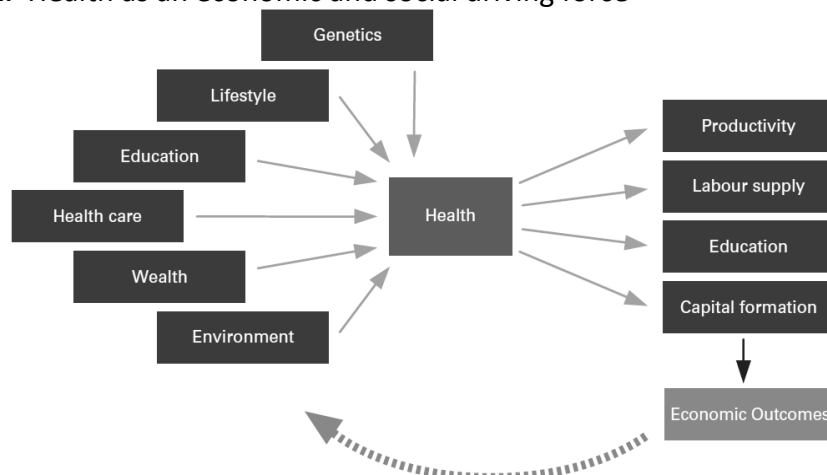 Health as an economic and social driving force
Genetics
Lifestyle
Education
Health care
Wealth
Environment
Health
Productivity
Labour supply
Education
Capital formation
Economic Outcomes